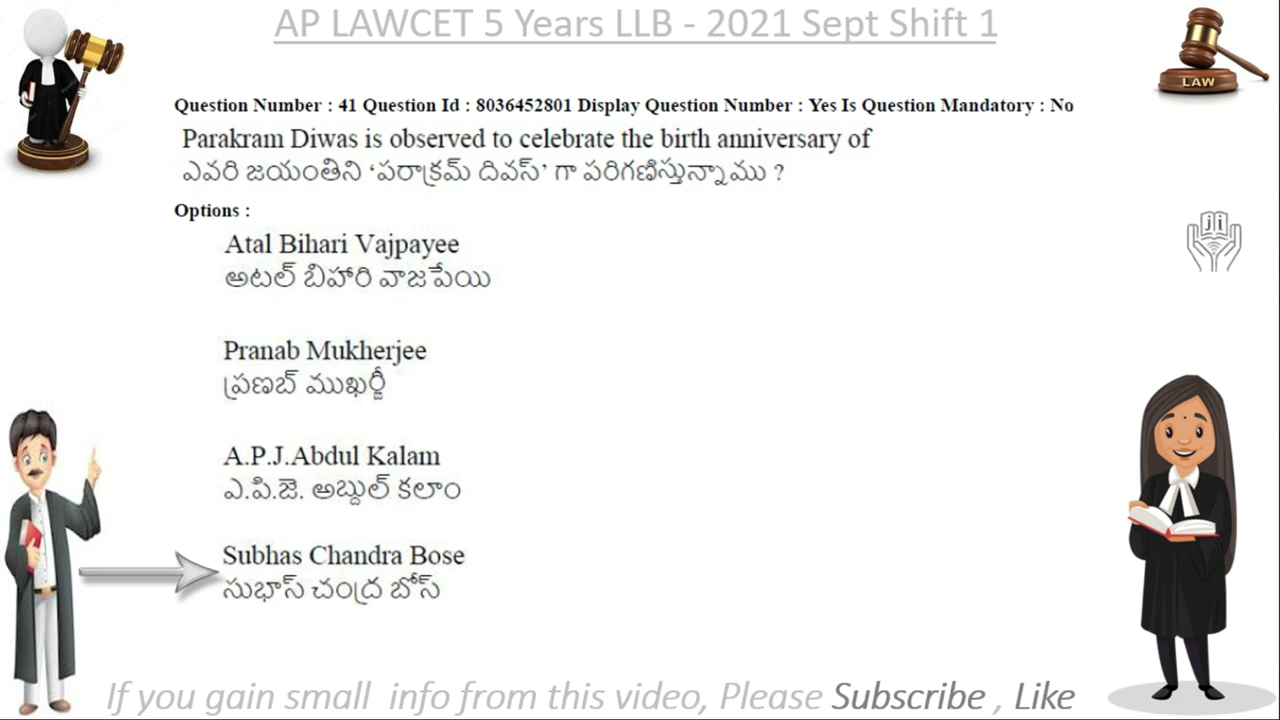 AP LAWCET 5 Years LLB - 2021 Sept Shift 1
LAW
Question Number : 41 Question Id : 8036452801 Display Question Number : Yes Is Question Mandatory : No
Parakram Diwas is observed to celebrate the birth anniversary of
ఎవరి జయంతిని ‘పరాక్రమ్ దివస్’ గా పరిగణిస్తున్నాము ?
Options :
ji
Atal Bihari Vajpayee
అటల్ బిహారి వాజపేయి
Pranab Mukherjee
ప్రణబ్ ముఖర్జీ
A.P.J.Abdul Kalam
ఎ.పి.జె. అబ్దుల్ కలాం
Subhas Chandra Bose
సుభాస్ చంద్ర బోస్
If you gain small info from this video, Please Subscribe , Like